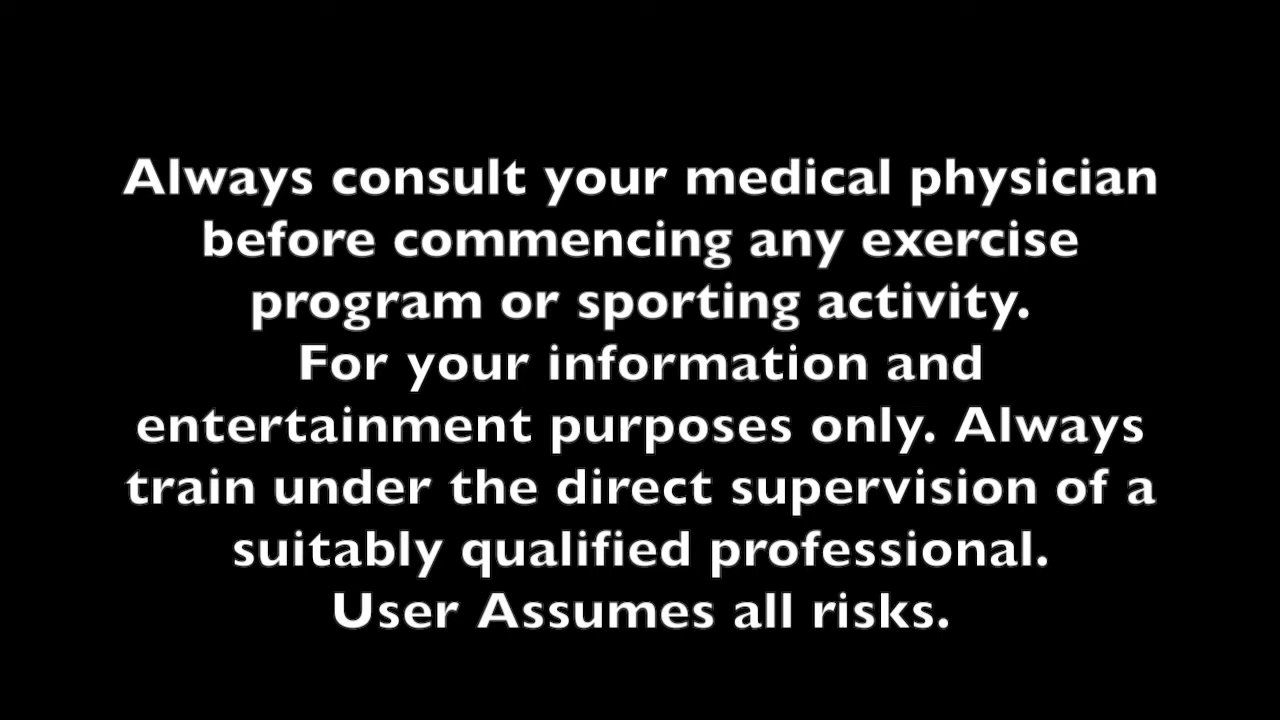 Always consult your medical physician
before commencing any exercise
program or sporting activity.
For your information and
entertainment purposes only. Always
train under the direct supervision of a
suitably qualified professional.
User Assumes all risks.